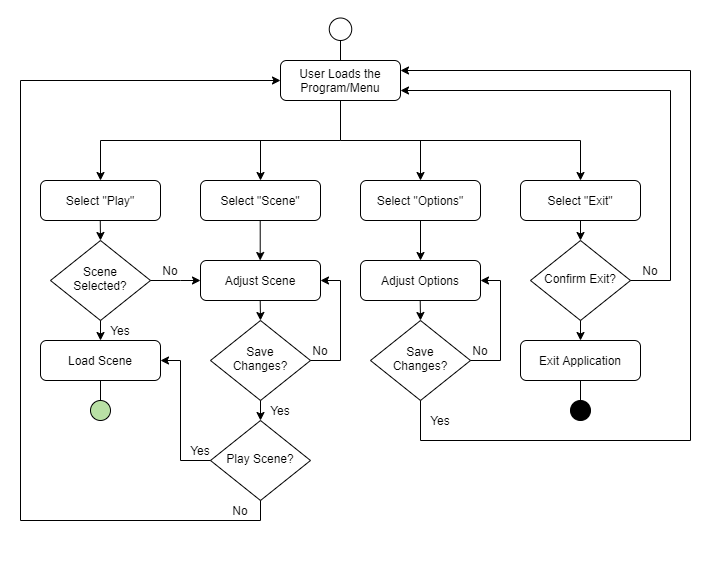 User Loads the
Program/Menu
Select "Play"
Select "Scene"
Select "Options"
Select "Exit"
Scene
Selected?
No
Adjust Scene
Adjust Options
Confirm Exit?
No
Yes
Load Scene
Save
Changes?
No
Save
Changes?
No
Exit Application
Yes
Yes
Yes
Play Scene?
No